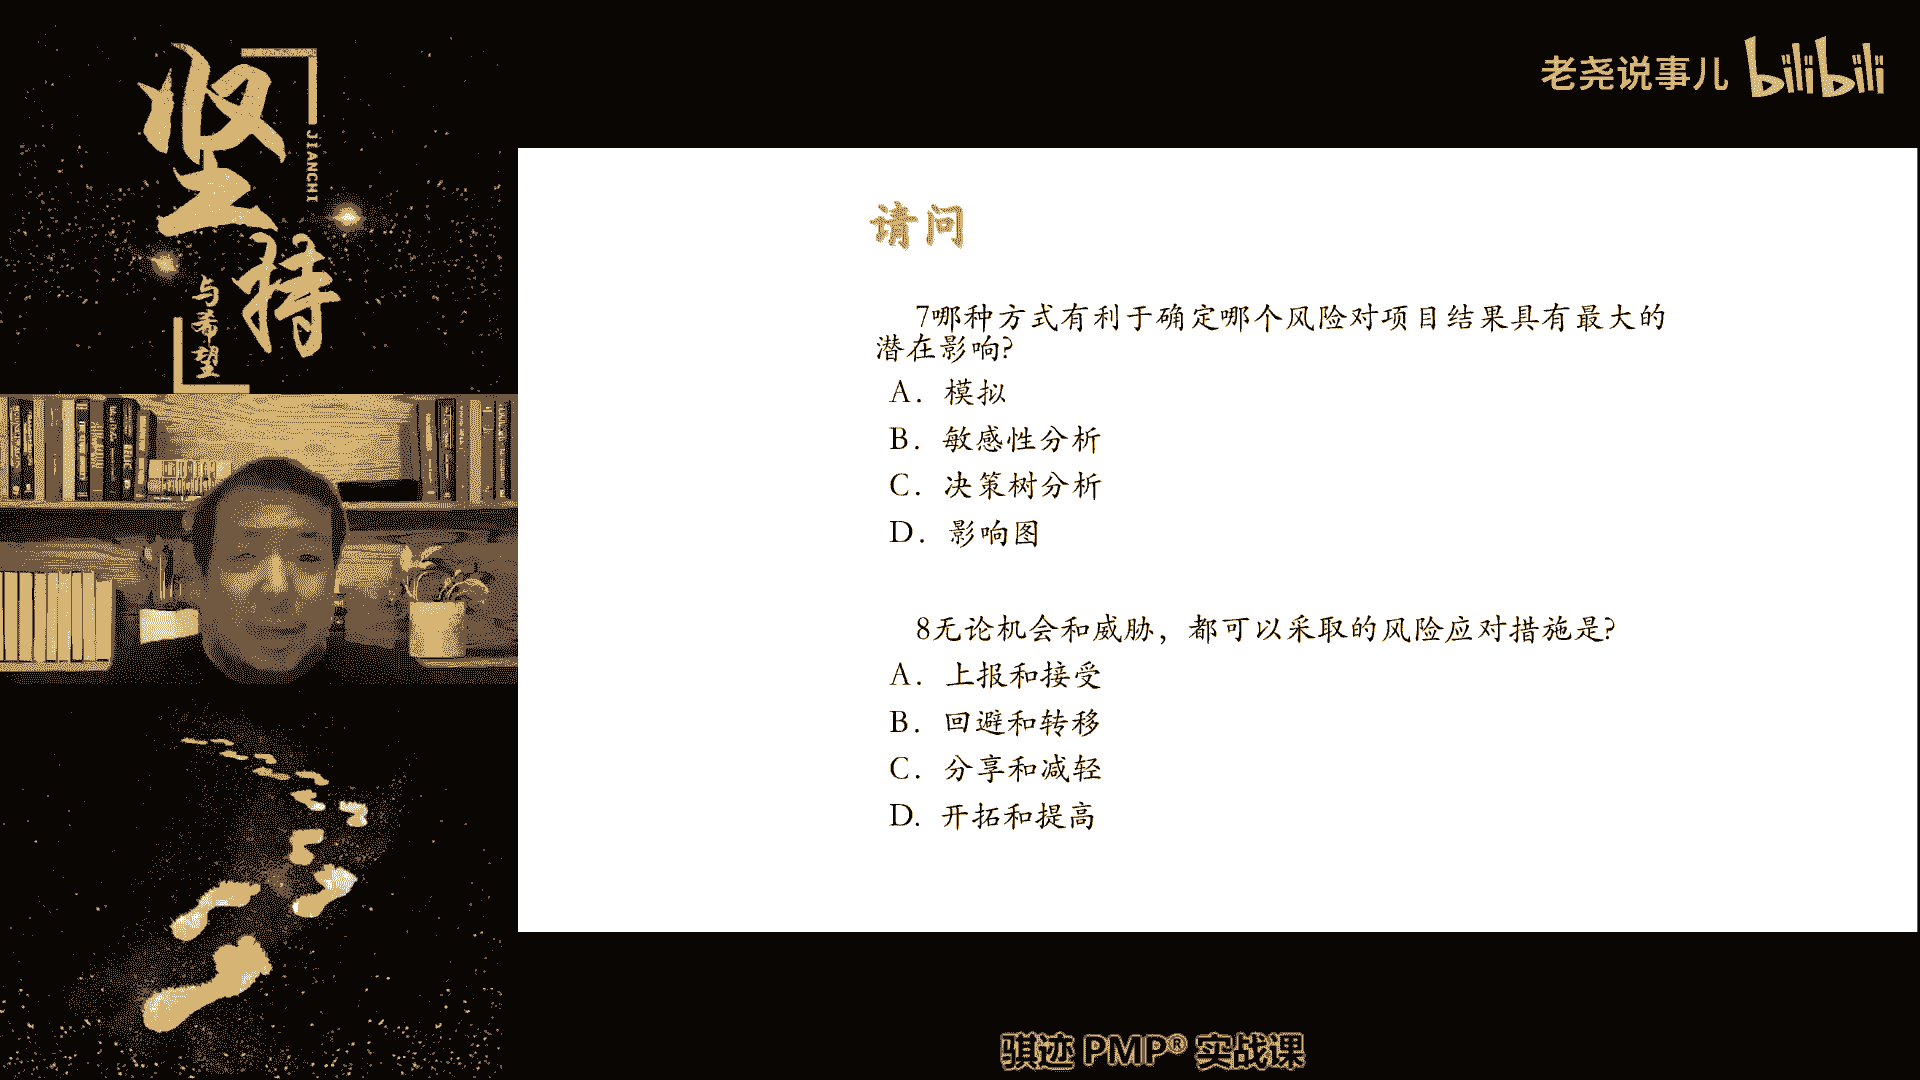 坚持
JIANCHI
与希望
老尧说事儿 bilibili
请问
7哪种方式有利于确定哪个风险对项目结果具有最大的
潜在影响?
A. 模拟
B. 敏感性分析
C. 决策树分析
D. 影响图
8无论机会和威胁，都可以采取的风险应对措施是?
A. 上报和接受
B. 回避和转移
C. 分享和减轻
D. 开拓和提高
骐迹 PMP® 实战课